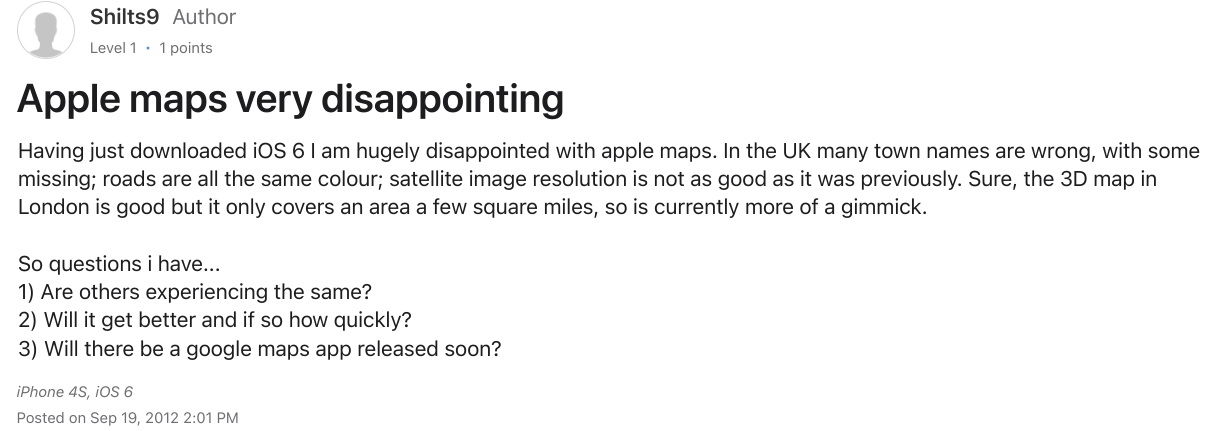 Shilts9 Author
Level 1 • 1 points
Apple maps very disappointing
Having just downloaded iOS 6 I am hugely disappointed with apple maps. In the UK many town names are wrong, with some
missing; roads are all the same colour; satellite image resolution is not as good as it was previously. Sure, the 3D map in
London is good but it only covers an area a few square miles, so is currently more of a gimmick.
So questions i have...
1) Are others experiencing the same?
2) Will it get better and if so how quickly?
3) Will there be a google maps app released soon?
iPhone 4S, iOS 6
Posted on Sep 19, 2012 2:01 PM